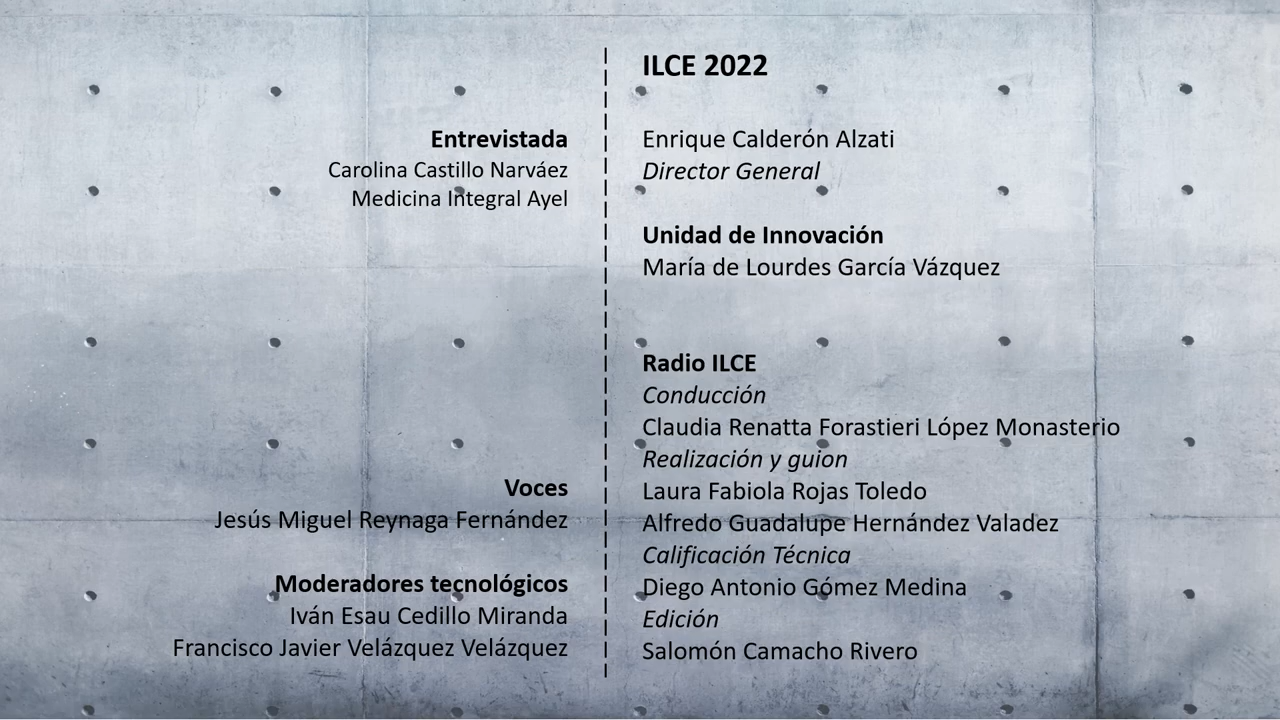 Entrevistada
Carolina Castillo Narváez
Medicina Integral Ayel
Voces
Jesús Miguel Reynaga Fernández
Moderadores tecnológicos
Iván Esau Cedillo Miranda
Francisco Javier Velázquez Velázquez
ILCE 2022
Enrique Calderón Alzati
Director General
Unidad de Innovación
María de Lourdes García Vázquez
Radio ILCE
Conducción
Claudia Renatta Forastieri López Monasterio
Realización y guion
Laura Fabiola Rojas Toledo
Alfredo Guadalupe Hernández Valadez
Calificación Técnica
Diego Antonio Gómez Medina
Edición
Salomón Camacho Rivero